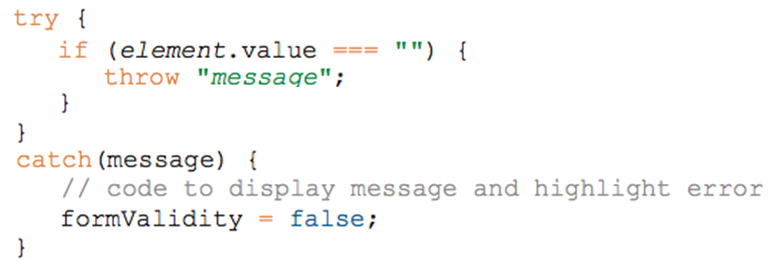 try {
if (element.value === "") {
throw "message";
}
}
catch(message) {
// code to display message and highlight error
formValidity = false;
}